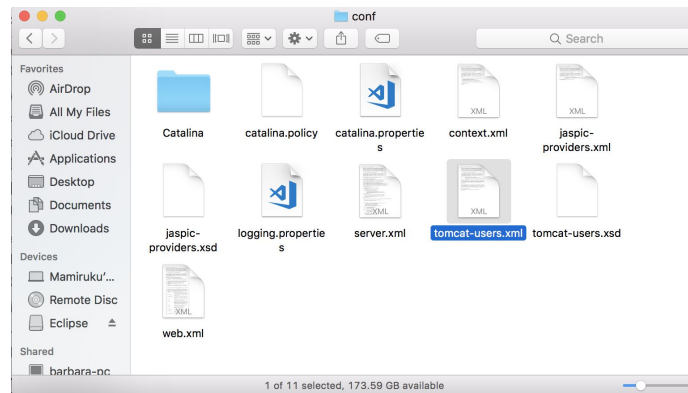 conf
Search
Favorites
AirDrop
All My Files
iCloud Drive
Applications
Desktop
Documents
Downloads
Devices
Mamiruku'...
Remote Disc
Eclipse
Shared
barbara-pc
Catalina
catalina.policy
catalina.propertie
s
context.xml
XML
jaspic-
providers.xml
XML
jaspic-
providers.xsd
logging.propertie
s
server.xml
XML
tomcat-users.xml
XML
tomcat-users.xsd
web.xml
XML
1 of 11 selected, 173.59 GB available